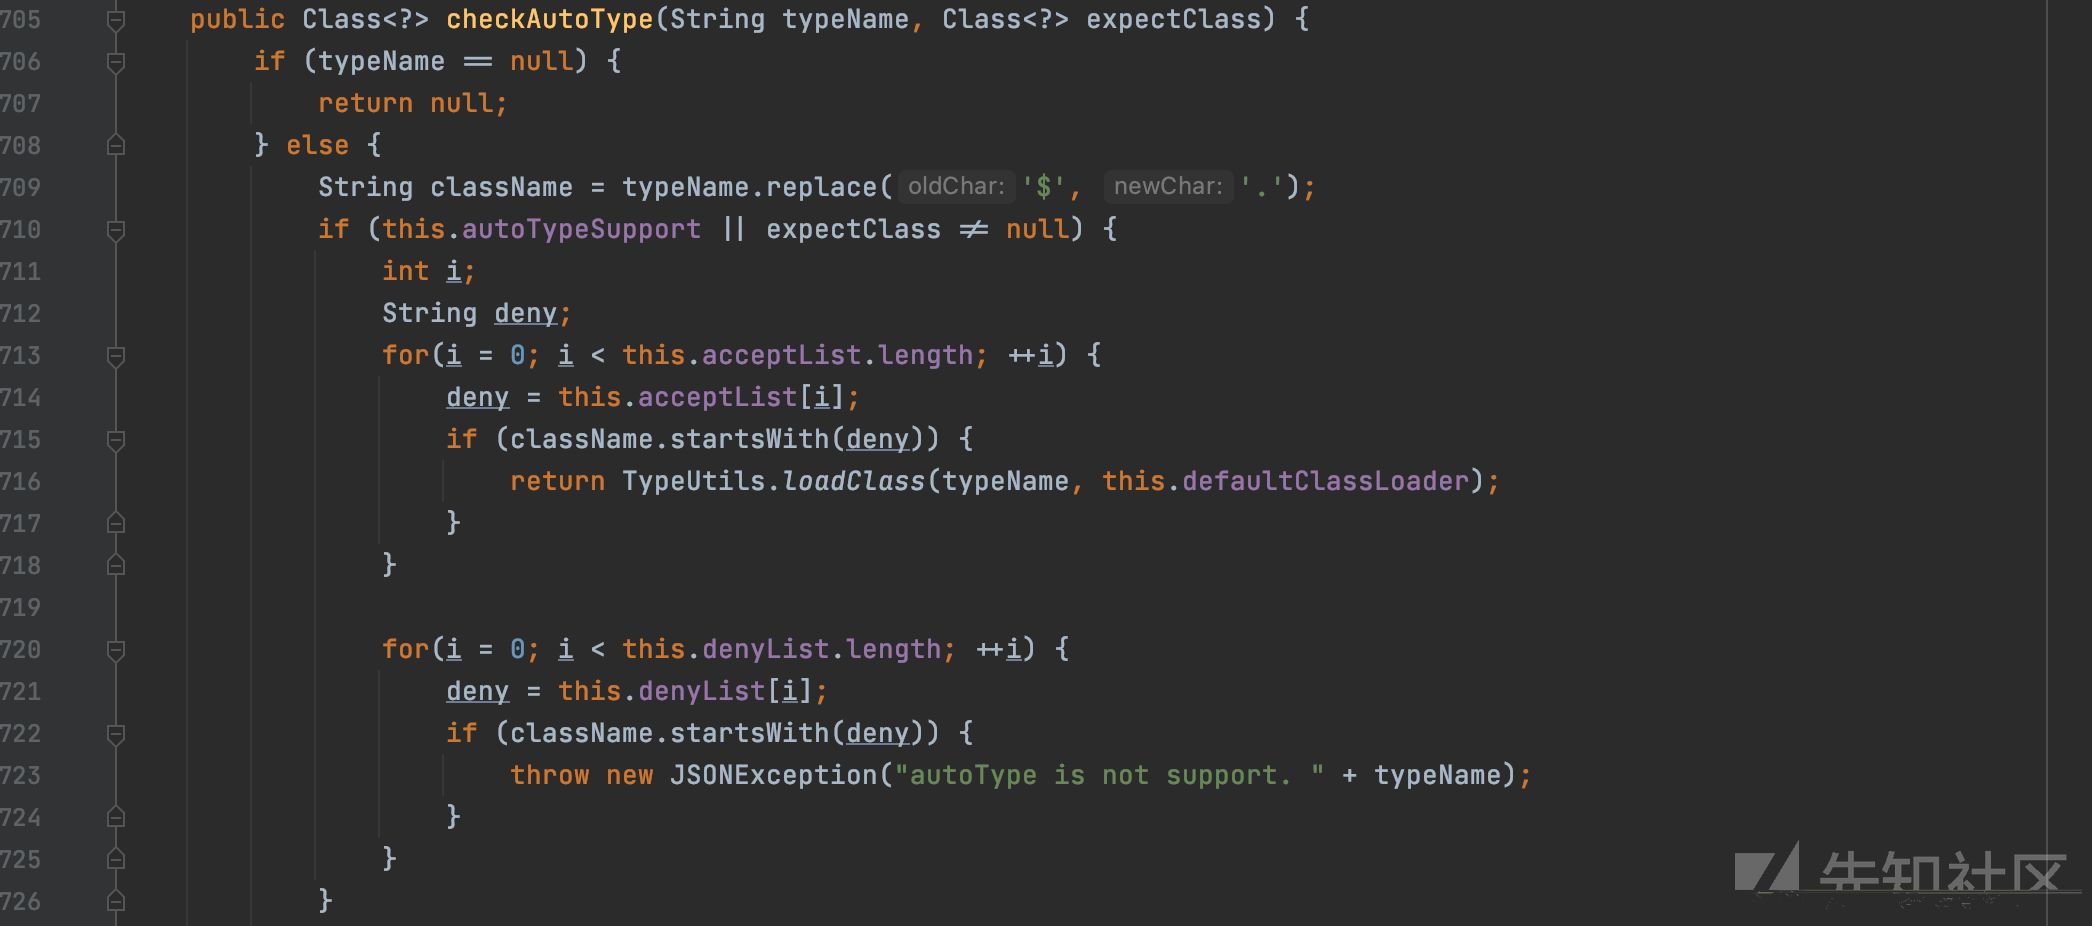 705 public Class<?> checkAutoType(String typeName, Class<?> expectClass) {
706 if (typeName == null) {
707 return null;
708 } else {
709 String className = typeName.replace( oldChar: '$', newChar: '.');
710 if (this.autoTypeSupport || expectClass != null) {
711 int i;
712 String deny;
713 for(i = 0; i < this.acceptList.length; ++i) {
714 deny = this.acceptList[i];
715 if (className.startsWith(deny)) {
716 return TypeUtils.loadClass(typeName, this.defaultClassLoader);
717 }
718 }
719
720 for(i = 0; i < this.denyList.length; ++i) {
721 deny = this.denyList[i];
722 if (className.startsWith(deny)) {
723 throw new JSONException("autoType is not support. " + typeName);
724 }
725 }
726 }
先知社区